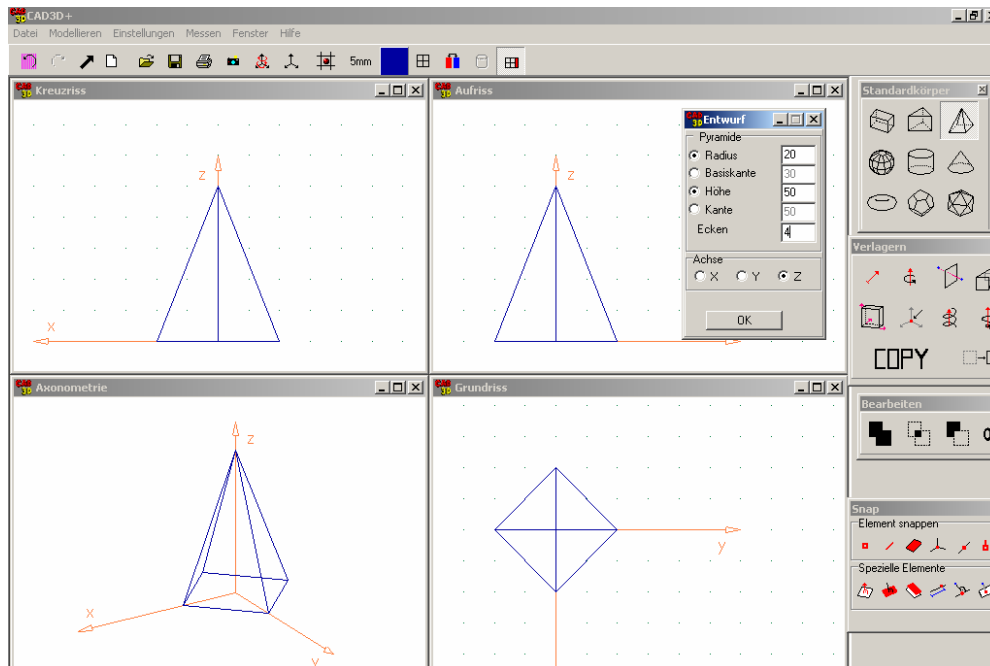 CAD3D+
Datei Modellieren Einstellungen Messen Fenster Hilfe
5mm
Kreuzriss
Z
X
Aufriss
Z
Entwurf
Pyramide
Radius 20
Basiskante 30
Höhe 50
Kante 50
Ecken 4
Achse
X Y Z
OK
Standardkörper
Verlagern
COPY
Axonometrie
Z
X
Y
Grundriss
y
Bearbeiten
Snap
Element snappen
Spezielle Elemente